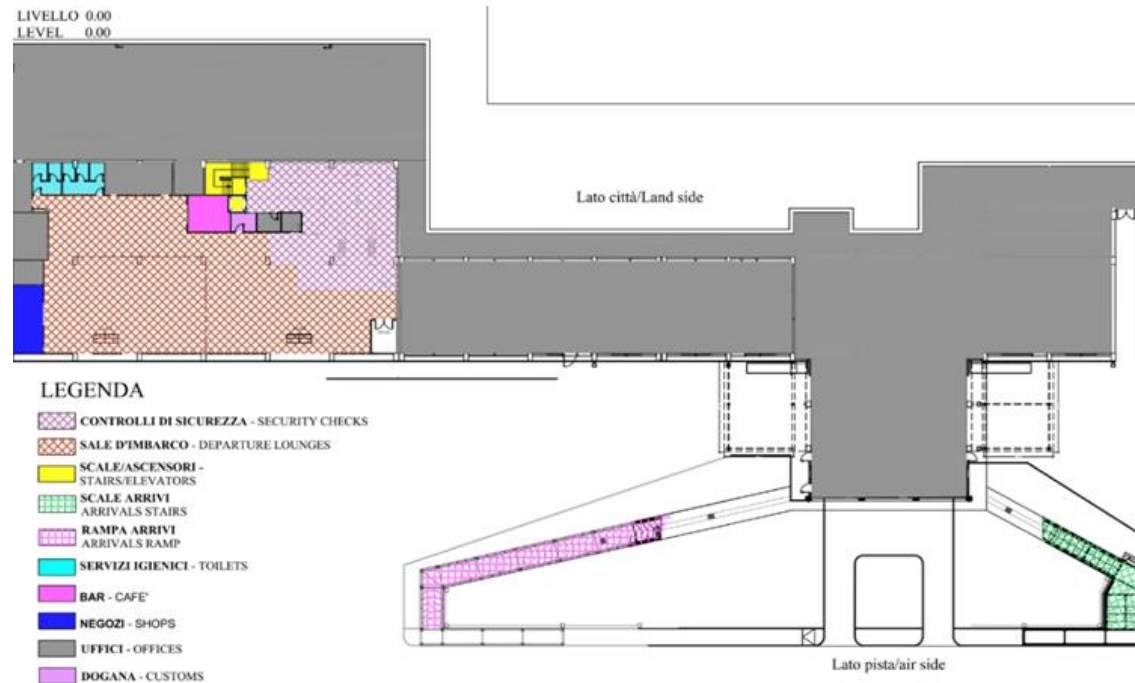 LIVELLO 0.00
LEVEL 0.00
Lato città/Land side
LEGENDA
CONTROLLI DI SICUREZZA - SECURITY CHECKS
SALE D'IMBARCO - DEPARTURE LOUNGES
SCALE/ASCENSORI -
STAIRS/ELEVATORS
SCALE ARRIVI
ARRIVALS STAIRS
RAMPA ARRIVI
ARRIVALS RAMP
SERVIZI IGIENICI - TOILETS
BAR - CAFE'
NEGOZI - SHOPS
UFFICI - OFFICES
DOGANA - CUSTOMS
Lato pista/air side